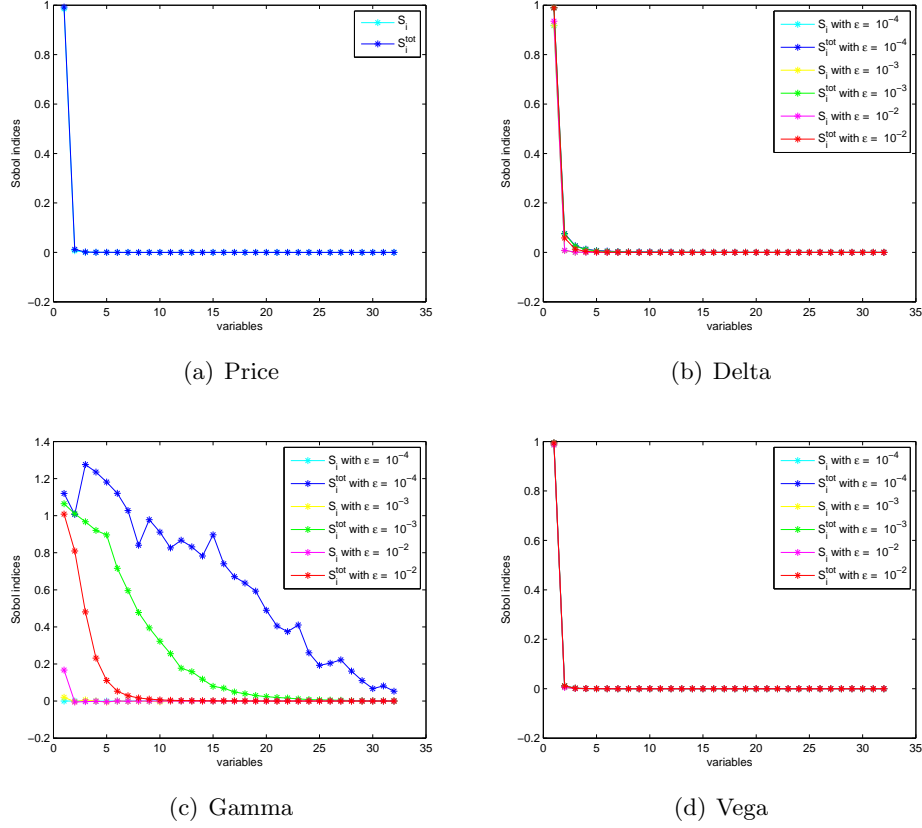 1
0.8
0.6
0.4
0.2
0
−0.2
Sobol indices
0 5 10 15 20 25 30 35
variables
S_i
S_i^tot
(a) Price
1
0.8
0.6
0.4
0.2
0
−0.2
Sobol indices
0 5 10 15 20 25 30 35
variables
S_i with ε = 10^−4
S_i^tot with ε = 10^−4
S_i with ε = 10^−3
S_i^tot with ε = 10^−3
S_i with ε = 10^−2
S_i^tot with ε = 10^−2
(b) Delta
1.4
1.2
1
0.8
0.6
0.4
0.2
0
−0.2
Sobol indices
0 5 10 15 20 25 30 35
variables
S_i with ε = 10^−4
S_i^tot with ε = 10^−4
S_i with ε = 10^−3
S_i^tot with ε = 10^−3
S_i with ε = 10^−2
S_i^tot with ε = 10^−2
(c) Gamma
1
0.8
0.6
0.4
0.2
0
−0.2
Sobol indices
0 5 10 15 20 25 30 35
variables
S_i with ε = 10^−4
S_i^tot with ε = 10^−4
S_i with ε = 10^−3
S_i^tot with ε = 10^−3
S_i with ε = 10^−2
S_i^tot with ε = 10^−2
(d) Vega